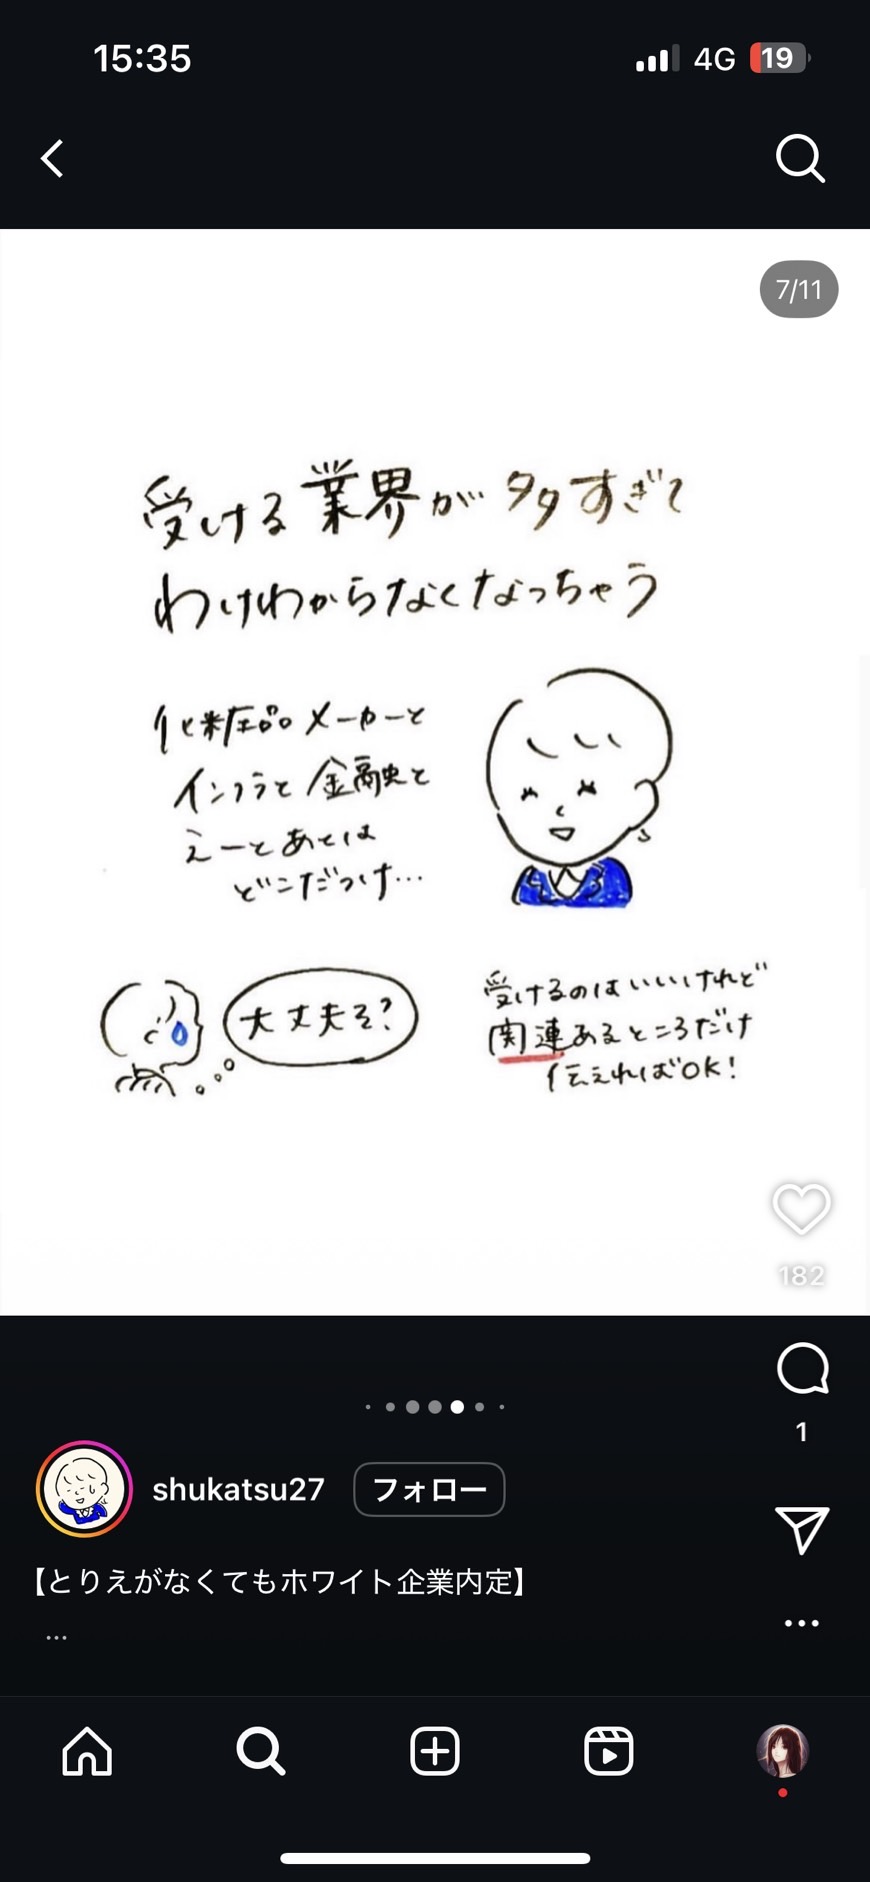 15:35
4G
19
7/11
受ける業界が多すぎて
わけわからなくなっちゃう
化粧品メーカーと
インフラと金融と
えーとあとは
どこだっけ…
大丈夫そ?
受けるのはいいけれど
関連あるところだけ
伝えればOK!
182
1
shukatsu27
フォロー
【とりえがなくてもホワイト企業内定】
...